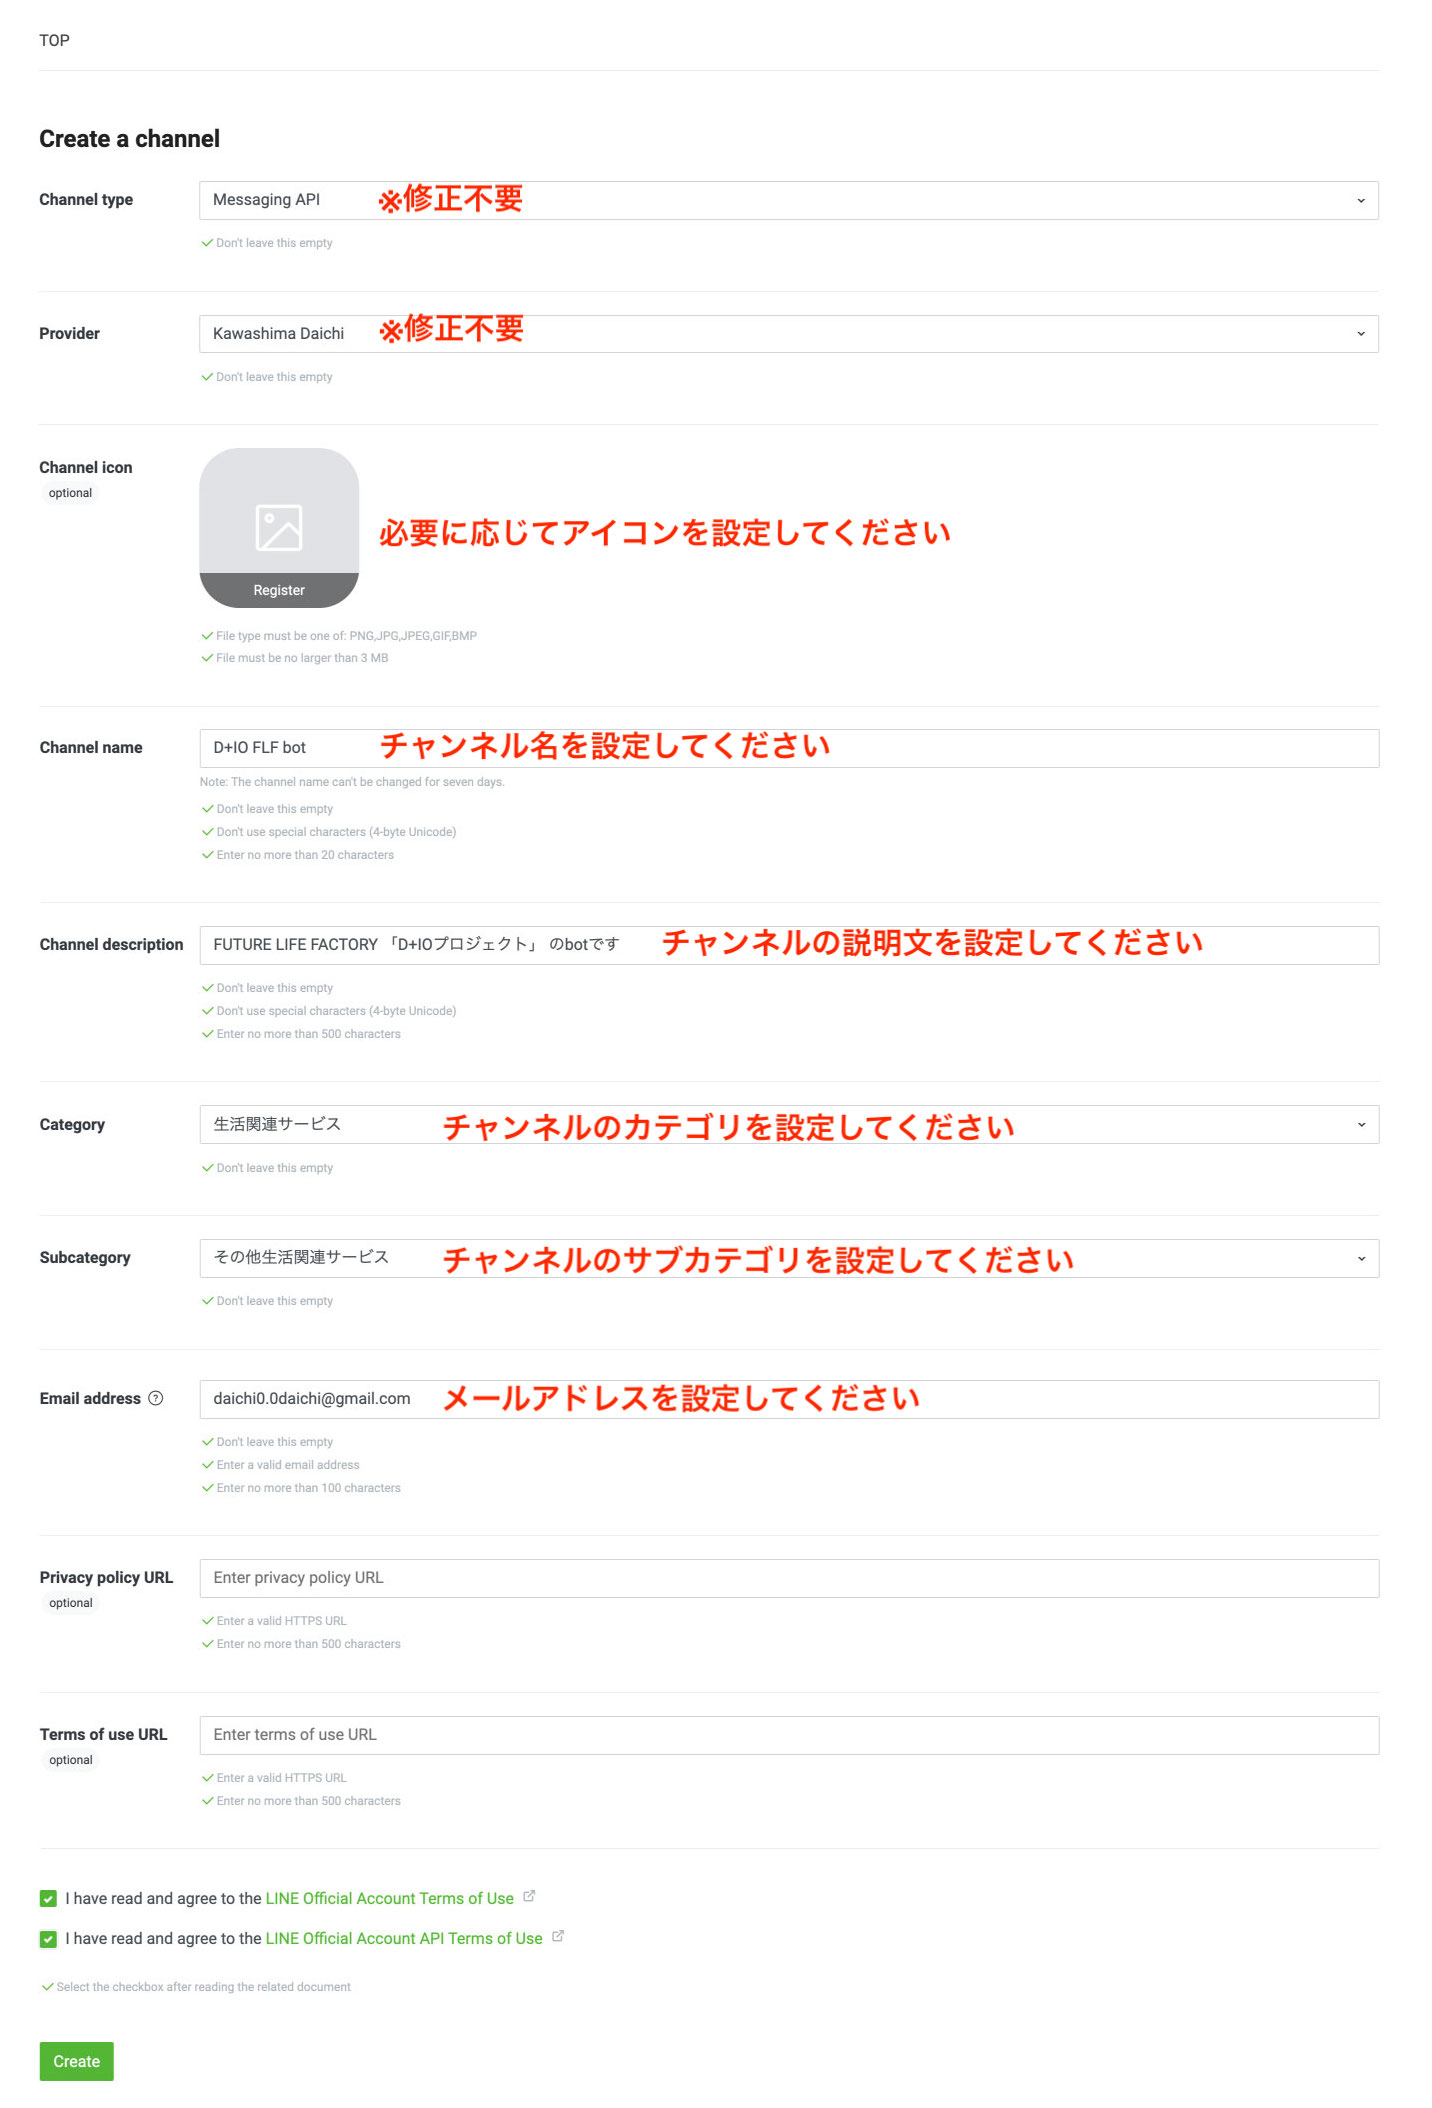 TOP
Create a channel
Channel type
Messaging API ※修正不要
Don't leave this empty
Provider
Kawashima Daichi ※修正不要
Don't leave this empty
Channel icon
optional
必要に応じてアイコンを設定してください
Register
File type must be one of: PNG,JPG,JPEG,GIF,BMP
File must be no larger than 3 MB
Channel name
D+IO FLF bot チャンネル名を設定してください
Note: The channel name can't be changed for seven days.
Don't leave this empty
Don't use special characters (4-byte Unicode)
Enter no more than 20 characters
Channel description
FUTURE LIFE FACTORY 「D+IOプロジェクト」 のbotです チャンネルの説明文を設定してください
Don't leave this empty
Don't use special characters (4-byte Unicode)
Enter no more than 500 characters
Category
生活関連サービス チャンネルのカテゴリを設定してください
Don't leave this empty
Subcategory
その他生活関連サービス チャンネルのサブカテゴリを設定してください
Don't leave this empty
Email address ?
daichi0.0daichi@gmail.com メールアドレスを設定してください
Don't leave this empty
Enter a valid email address
Enter no more than 100 characters
Privacy policy URL
optional
Enter privacy policy URL
Enter a valid HTTPS URL
Enter no more than 500 characters
Terms of use URL
optional
Enter terms of use URL
Enter a valid HTTPS URL
Enter no more than 500 characters
I have read and agree to the LINE Official Account Terms of Use
I have read and agree to the LINE Official Account API Terms of Use
Select the checkbox after reading the related document
Create